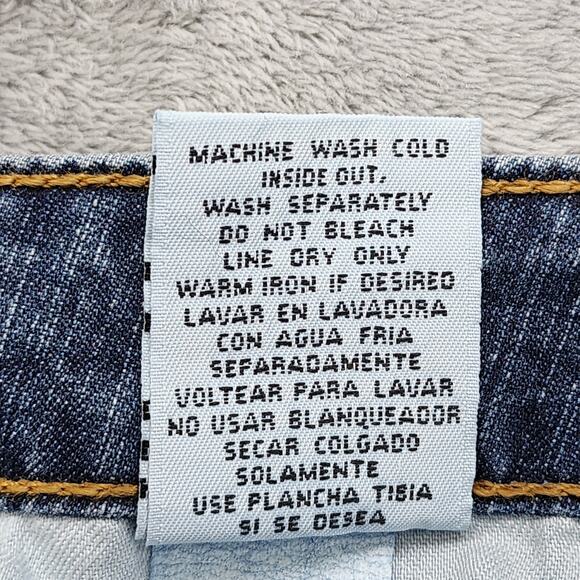 MACHINE WASH COLD
INSIDE OUT,
WASH SEPARATELY
DO NOT BLEACH
LINE DRY ONLY
WARM IRON IF DESIRED
LAVAR EN LAVADORA
CON AGUA FRIA
SEPARADAMENTE
VOLTEAR PARA LAVAR
NO USAR BLANQUEADOR
SECAR COLGADO
SOLAMENTE
USE PLANCHA TIBIA
SI SE DESEA